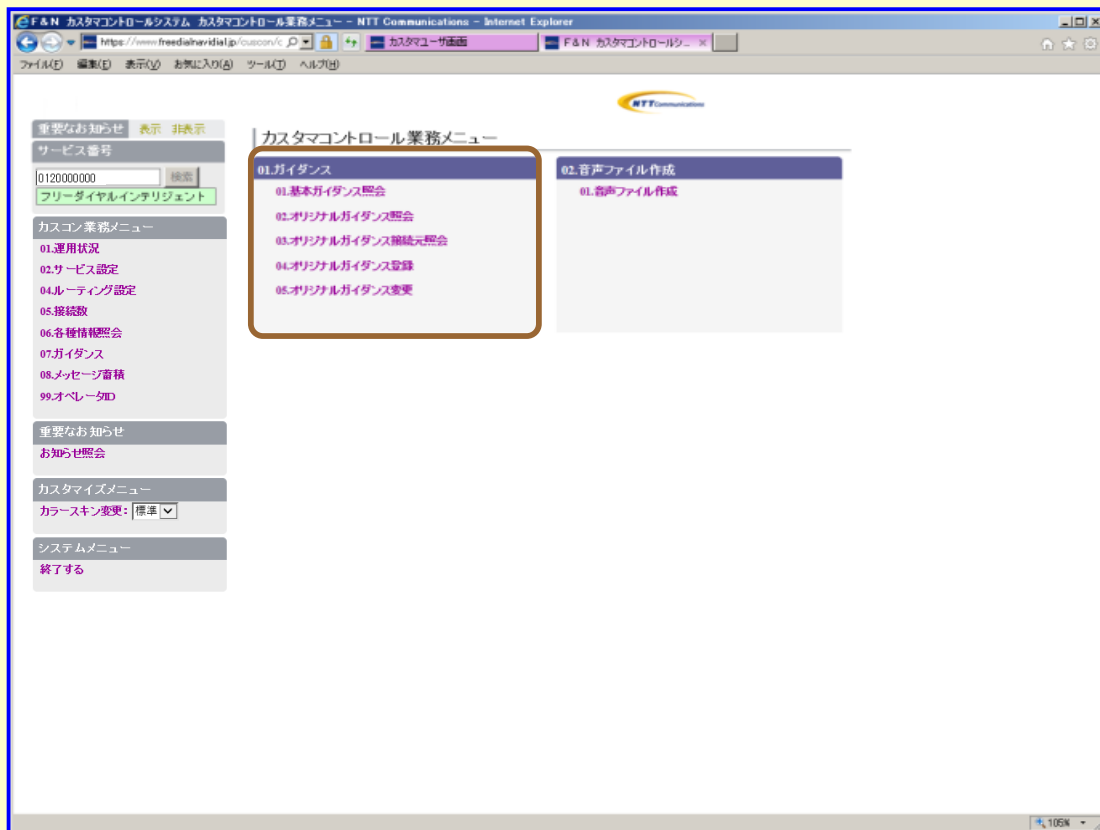 F&N カスタマコントロールシステム カスタマコントロール業務メニュー - NTT Communications - Internet Explorer
https://www.freedialnavidial.jp/cuscon/c
カスタマユーザ画面
F&N カスタマコントロールシ...
ファイル(F) 編集(E) 表示(V) お気に入り(A) ツール(T) ヘルプ(H)
NTT Communications
重要なお知らせ 表示 非表示
サービス番号
0120000000 検索
フリーダイヤルインテリジェント
カスコン業務メニュー
01.運用状況
02.サービス設定
04.ルーティング設定
05.接続数
06.各種情報照会
07.ガイダンス
08.メッセージ蓄積
99.オペレータID
重要なお知らせ
お知らせ照会
カスタマイズメニュー
カラースキン変更: 標準
システムメニュー
終了する
カスタマコントロール業務メニュー
01.ガイダンス
01.基本ガイダンス照会
02.オリジナルガイダンス照会
03.オリジナルガイダンス接続元照会
04.オリジナルガイダンス登録
05.オリジナルガイダンス変更
02.音声ファイル作成
01.音声ファイル作成
105%